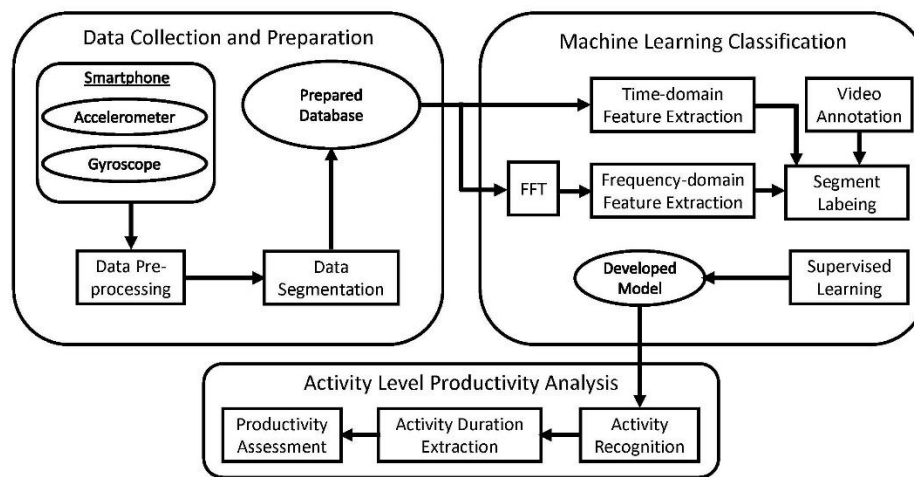 Data Collection and Preparation
Smartphone
Accelerometer
Gyroscope
Prepared
Database
Data Pre-
processing
Data
Segmentation
Machine Learning Classification
Time-domain
Feature Extraction
Video
Annotation
FFT
Frequency-domain
Feature Extraction
Segment
Labeing
Developed
Model
Supervised
Learning
Activity Level Productivity Analysis
Productivity
Assessment
Activity Duration
Extraction
Activity
Recognition